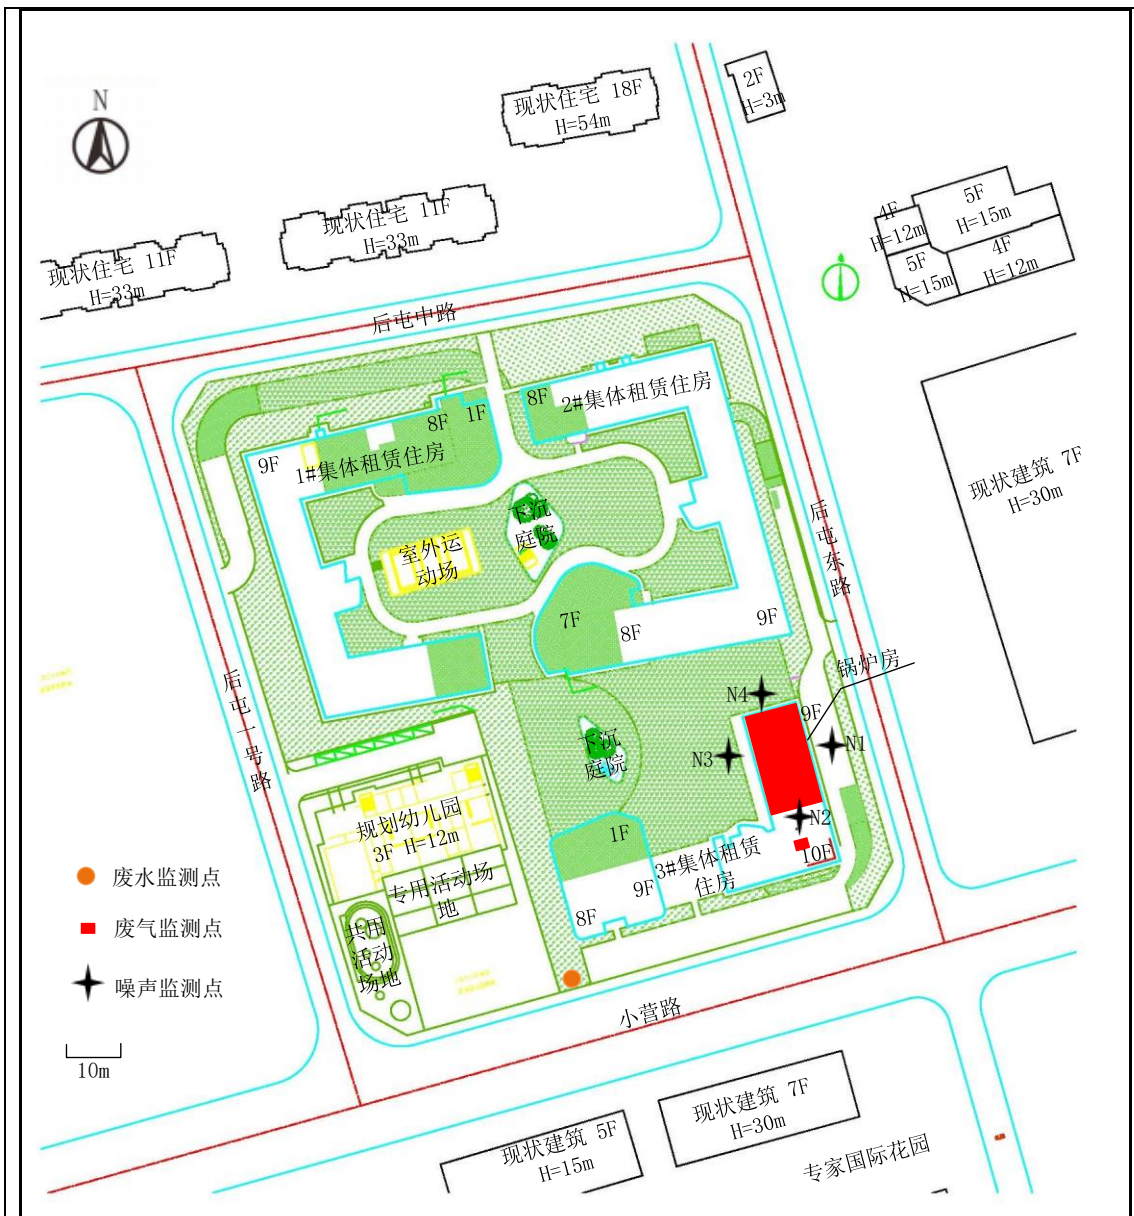 N
现状住宅 18F
H=54m
2F
H=3m
现状住宅 11F
H=33m
现状住宅 11F
H=33m
4F
H=12m
5F
H=15m
5F
H=15m
4F
H=12m
后屯中路
8F
2#集体租赁住房
8F
1F
9F
1#集体租赁住房
现状建筑 7F
H=30m
下沉
庭院
室外运
动场
后屯东路
7F
8F
9F
锅炉房
后屯一号路
N4
9F
N3
N1
下沉
庭院
N2
规划幼儿园
3F H=12m
1F
3#集体租赁
住房
10F
9F
8F
专用活动场
地
共用
活动
场地
废水监测点
废气监测点
噪声监测点
小营路
10m
现状建筑 7F
H=30m
现状建筑 5F
H=15m
专家国际花园